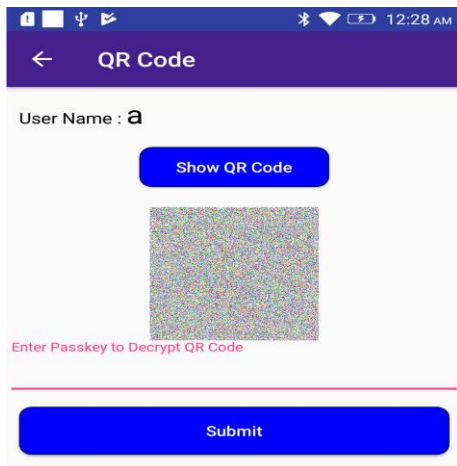 12:28 AM
QR Code
User Name : a
Show QR Code
Enter Passkey to Decrypt QR Code
Submit